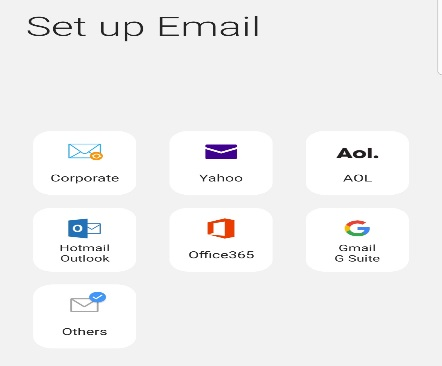 Set up Email
Aol.
Corporate
Yahoo
AOL
Hotmail
Outlook
Office365
Gmail
G Suite
Others